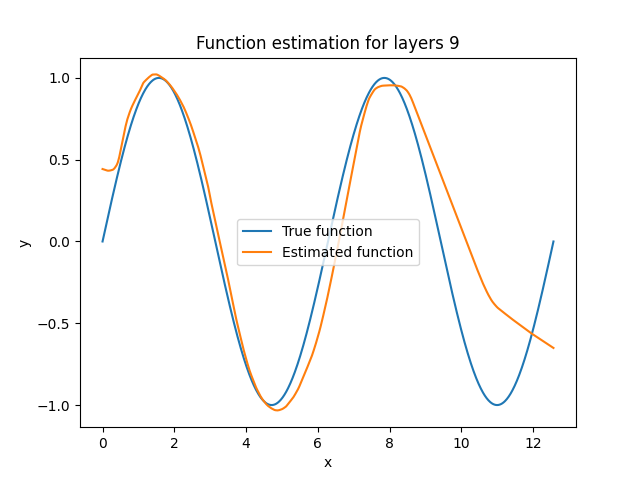 Function estimation for layers 9
1.0
0.5
0.0
−0.5
−1.0
y
True function
Estimated function
0
2
4
6
8
10
12
x